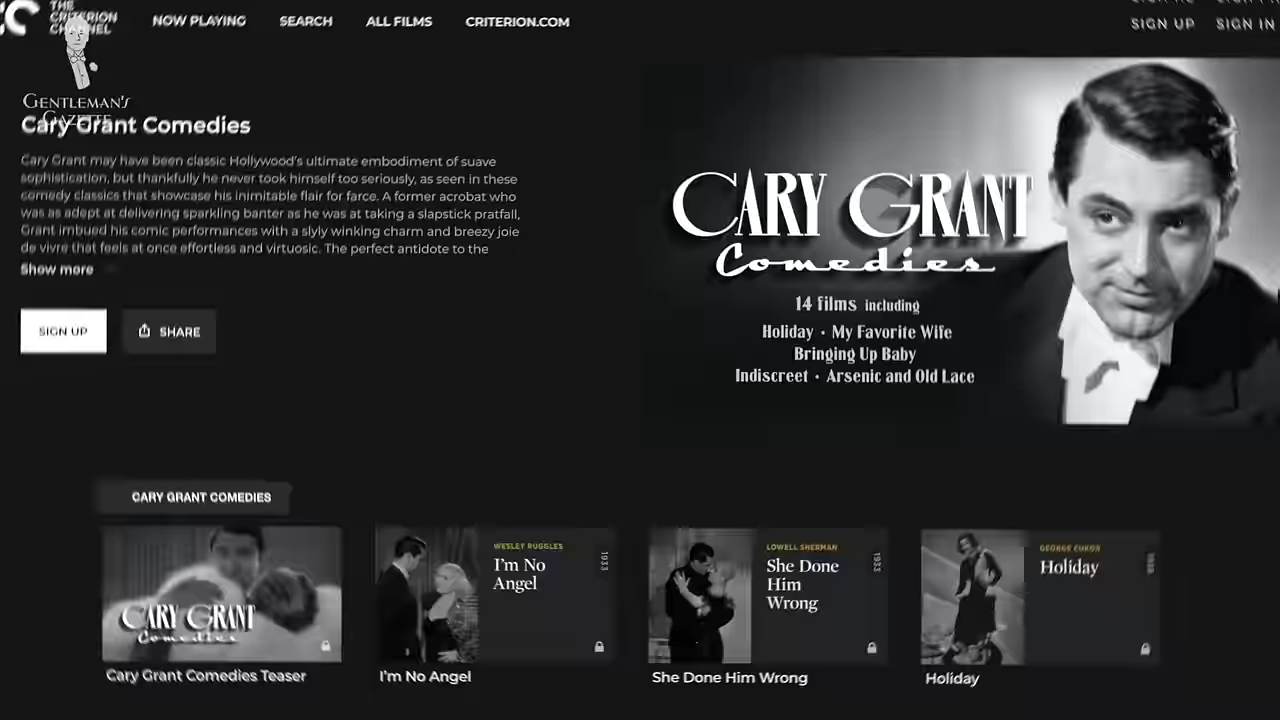 THE
CRITERION
CHANNEL
NOW PLAYING
SEARCH
ALL FILMS
CRITERION.COM
SIGN UP
SIGN IN
GENTLEMAN'S
GAZETTE
Cary Grant Comedies
Cary Grant may have been classic Hollywood's ultimate embodiment of suave
sophistication, but thankfully he never took himself too seriously, as seen in these
comedy classics that showcase his inimitable flair for farce. A former acrobat who
was as adept at delivering sparkling banter as he was at taking a slapstick pratfall,
Grant imbued his comic performances with a slyly winking charm and breezy joie
de vivre that feels at once effortless and virtuosic. The perfect antidote to the
Show more
SIGN UP
SHARE
CARY GRANT
Comedies
14 films including
Holiday • My Favorite Wife
Bringing Up Baby
Indiscreet • Arsenic and Old Lace
CARY GRANT COMEDIES
CARY GRANT
Comedies
Cary Grant Comedies Teaser
WESLEY RUGGLES
I'm No
Angel
1933
I'm No Angel
LOWELL SHERMAN
She Done
Him
Wrong
1933
She Done Him Wrong
GEORGE CUKOR
Holiday
1938
Holiday